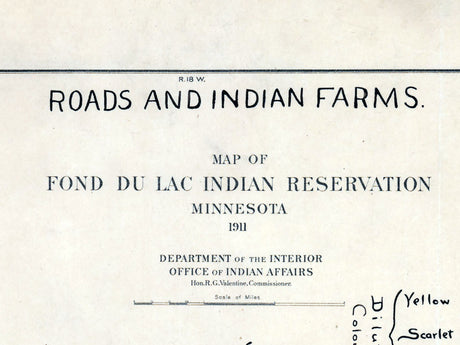 R. 18 W.
ROADS AND INDIAN FARMS.
MAP OF
FOND DU LAC INDIAN RESERVATION
MINNESOTA
1911
DEPARTMENT OF THE INTERIOR
OFFICE OF INDIAN AFFAIRS
Hon. R.G. Valentine, Commissioner.
Scale of Miles
Yellow
Scarlet